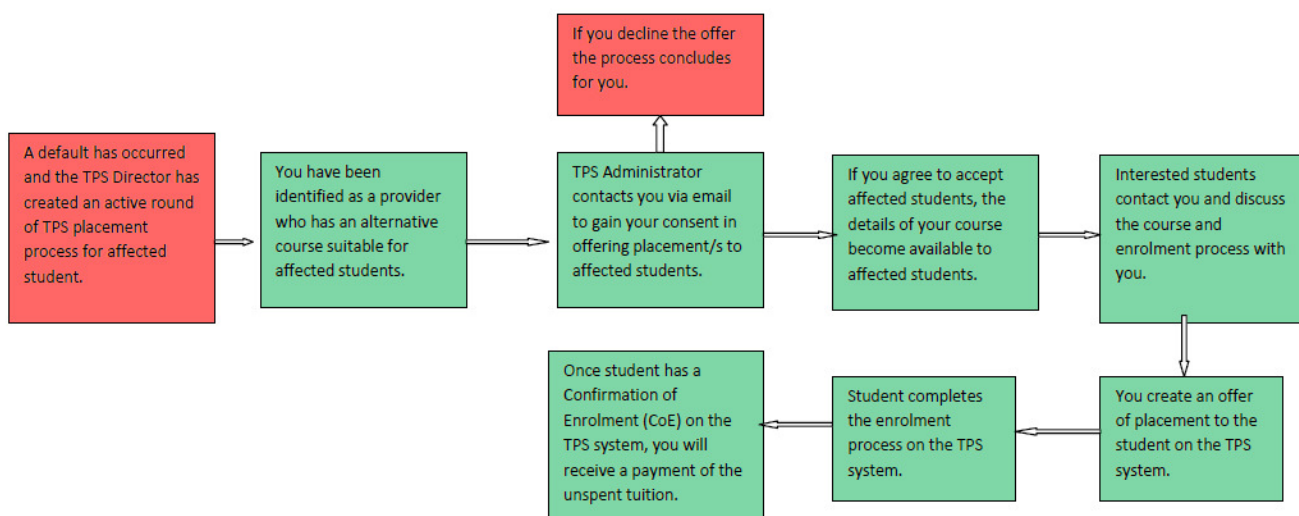 If you decline the offer
the process concludes
for you.
A default has occurred
and the TPS Director has
created an active round
of TPS placement
process for affected
student.
You have been
identified as a provider
who has an alternative
course suitable for
affected students.
TPS Administrator
contacts you via email
to gain your consent in
offering placement/s to
affected students.
If you agree to accept
affected students, the
details of your course
become available to
affected students.
Interested students
contact you and discuss
the course and
enrolment process with
you.
You create an offer
of placement to the
student on the TPS
system.
Student completes
the enrolment
process on the TPS
system.
Once student has a
Confirmation of
Enrolment (CoE) on the
TPS system, you will
receive a payment of the
unspent tuition.